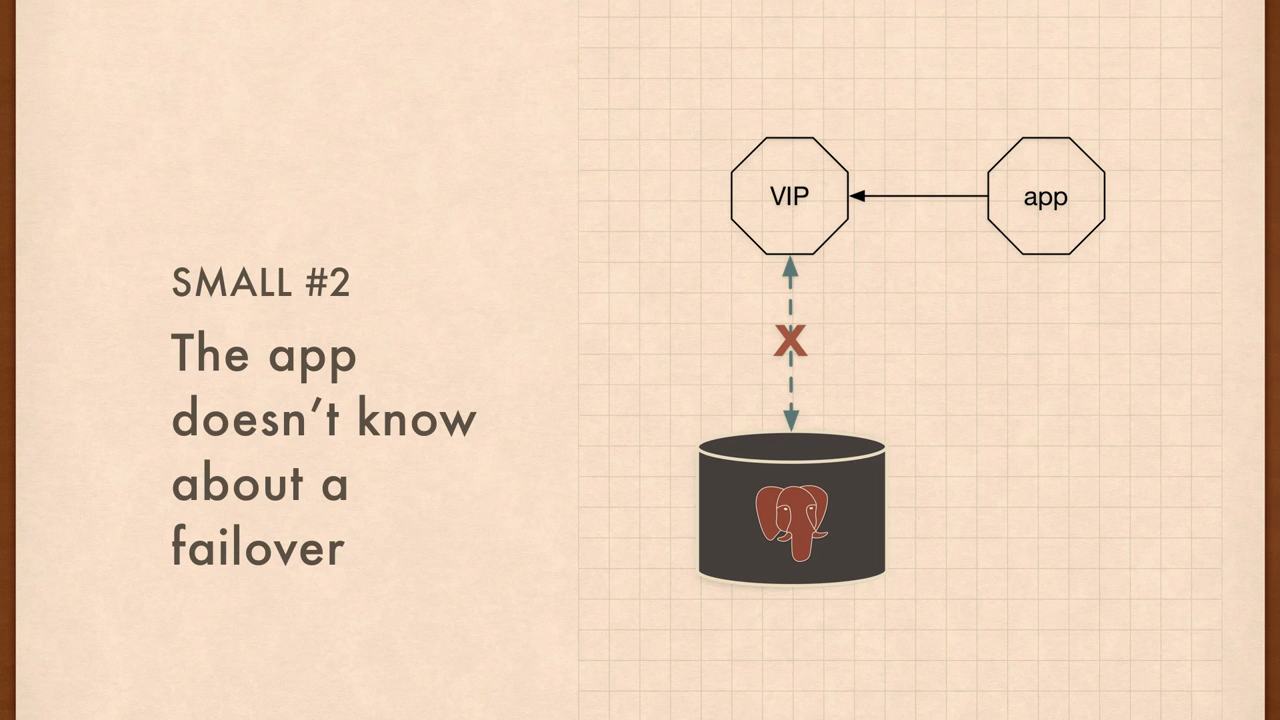 SMALL #2
The app
doesn’t know
about a
failover
VIP
app
X